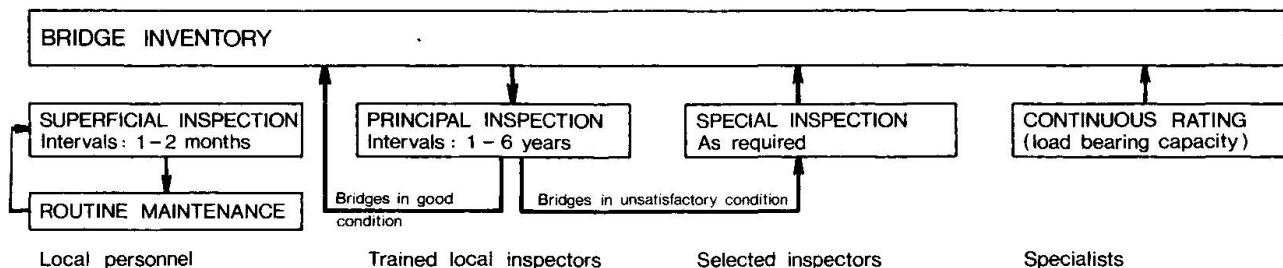 BRIDGE INVENTORY
SUPERFICIAL INSPECTION
Intervals : 1 – 2 months
PRINCIPAL INSPECTION
Intervals : 1 – 6 years
SPECIAL INSPECTION
As required
CONTINUOUS RATING
(load bearing capacity)
ROUTINE MAINTENANCE
Bridges in good
condition
Bridges in unsatisfactory condition
Local personnel
Trained local inspectors
Selected inspectors
Specialists